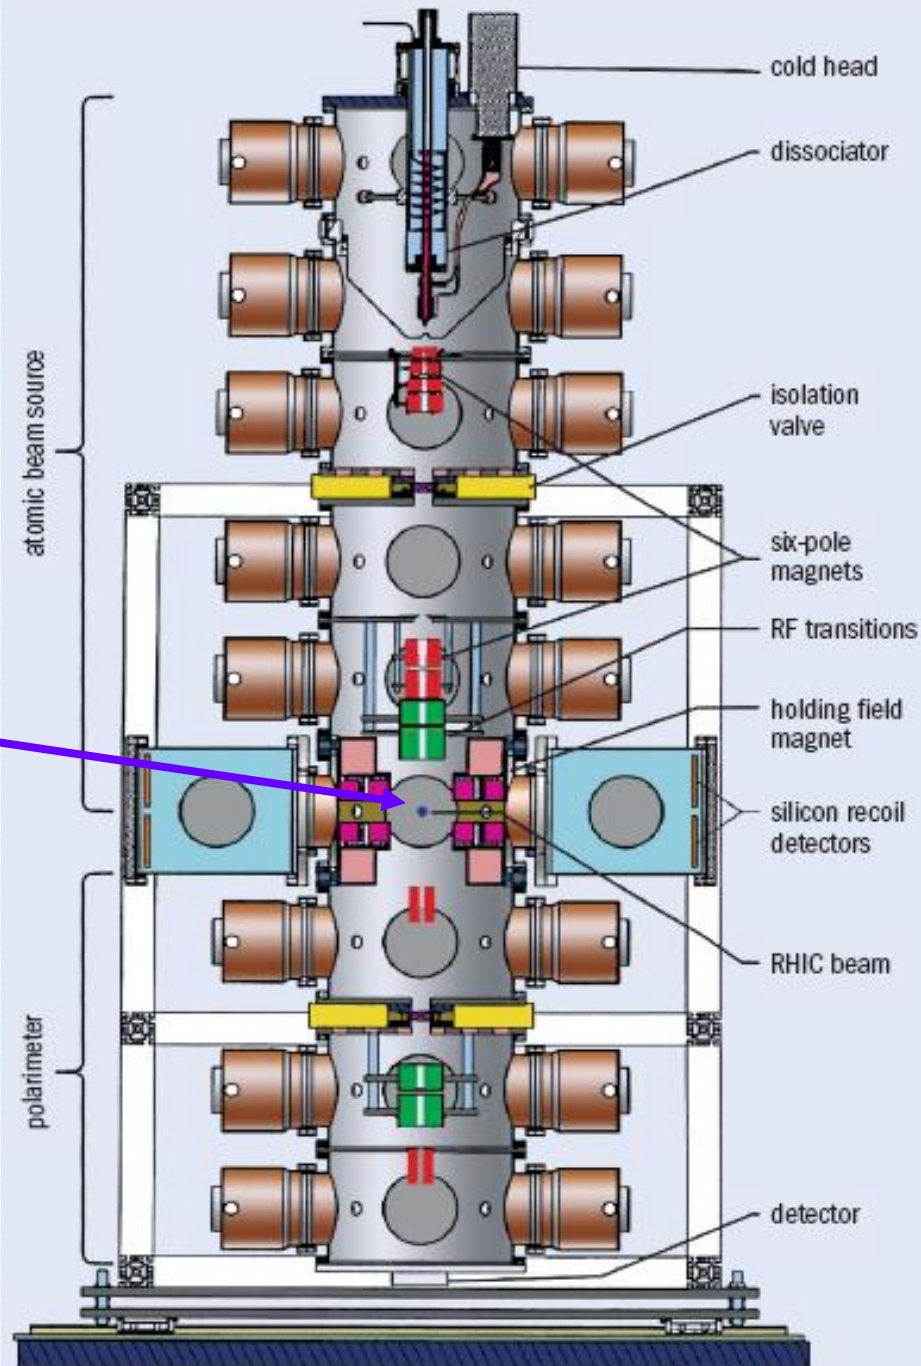 cold head
dissociator
atomic beam source
isolation
valve
six-pole
magnets
RF transitions
holding field
magnet
silicon recoil
detectors
RHIC beam
polarimeter
detector